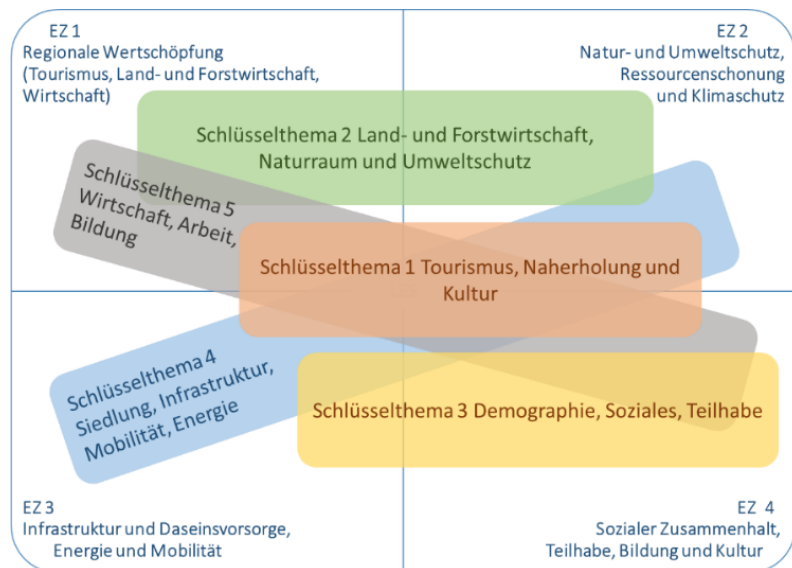 EZ 1
Regionale Wertschöpfung
(Tourismus, Land- und Forstwirtschaft,
Wirtschaft)
EZ 2
Natur- und Umweltschutz,
Ressourcenschonung
und Klimaschutz
Schlüsselthema 2 Land- und Forstwirtschaft,
Naturraum und Umweltschutz
Schlüsselthema 5
Wirtschaft, Arbeit,
Bildung
Schlüsselthema 1 Tourismus, Naherholung und
Kultur
Schlüsselthema 4
Siedlung, Infrastruktur,
Mobilität, Energie
Schlüsselthema 3 Demographie, Soziales, Teilhabe
EZ 3
Infrastruktur und Daseinsvorsorge,
Energie und Mobilität
EZ 4
Sozialer Zusammenhalt,
Teilhabe, Bildung und Kultur